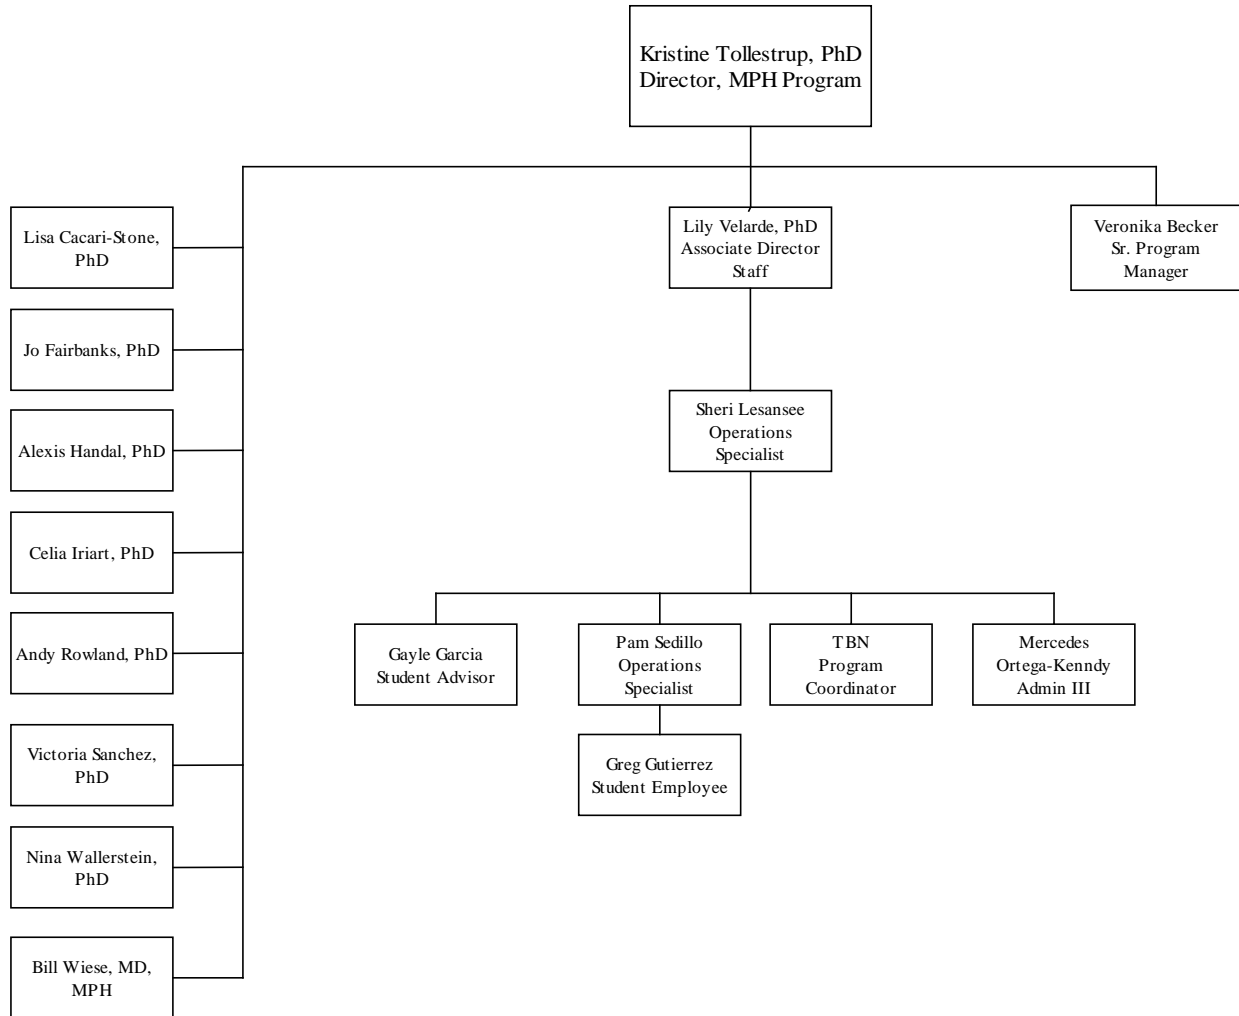 Kristine Tollestrup, PhD
Director, MPH Program
Lisa Cacari-Stone,
PhD
Jo Fairbanks, PhD
Alexis Handal, PhD
Celia Iriart, PhD
Andy Rowland, PhD
Victoria Sanchez,
PhD
Nina Wallerstein,
PhD
Bill Wiese, MD,
MPH
Lily Velarde, PhD
Associate Director
Staff
Veronika Becker
Sr. Program
Manager
Sheri Lesansee
Operations
Specialist
Gayle Garcia
Student Advisor
Pam Sedillo
Operations
Specialist
Greg Gutierrez
Student Employee
TBN
Program
Coordinator
Mercedes
Ortega-Kenndy
Admin III